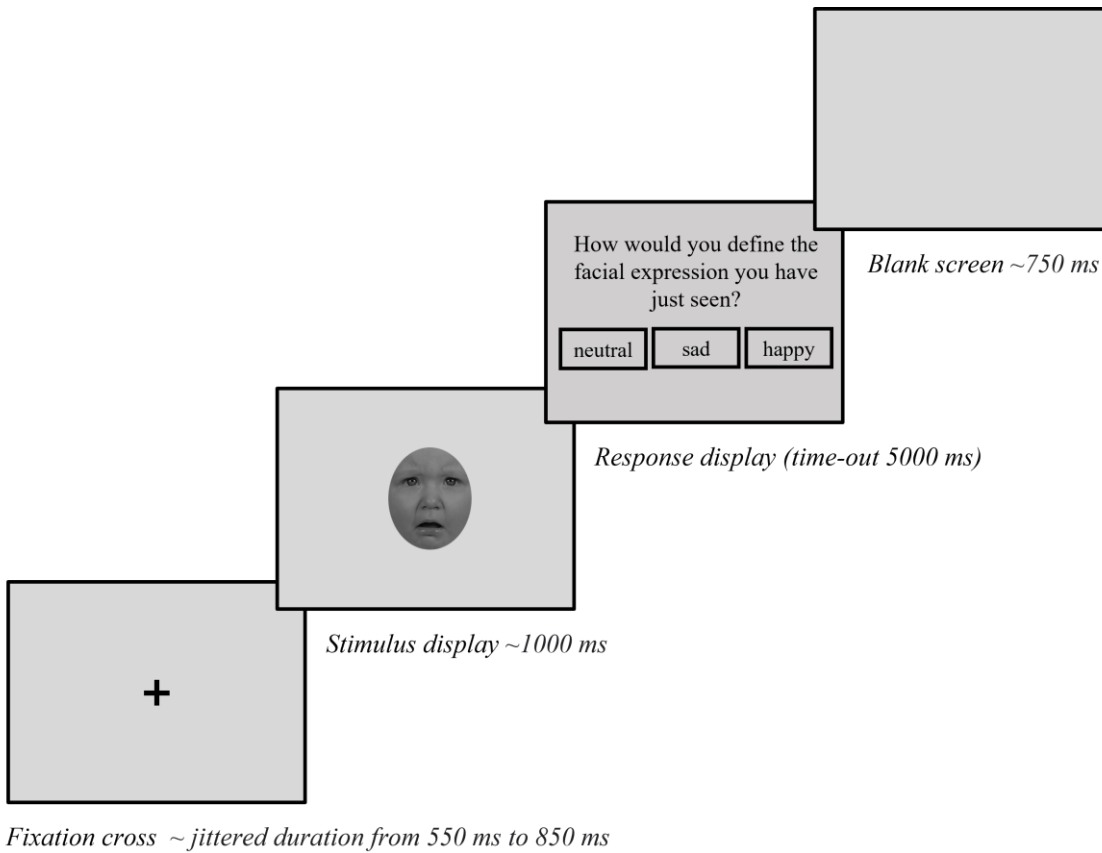 Blank screen ~750 ms
How would you define the
facial expression you have
just seen?
neutral sad happy
Response display (time-out 5000 ms)
Stimulus display ~1000 ms
+
Fixation cross ~ jittered duration from 550 ms to 850 ms